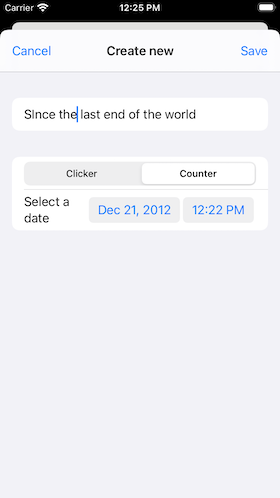 Carrier 12:25 PM
Cancel Create new Save
SInce the last end of the world
Clicker Counter
Select a Dec 21, 2012 12:22 PM
date